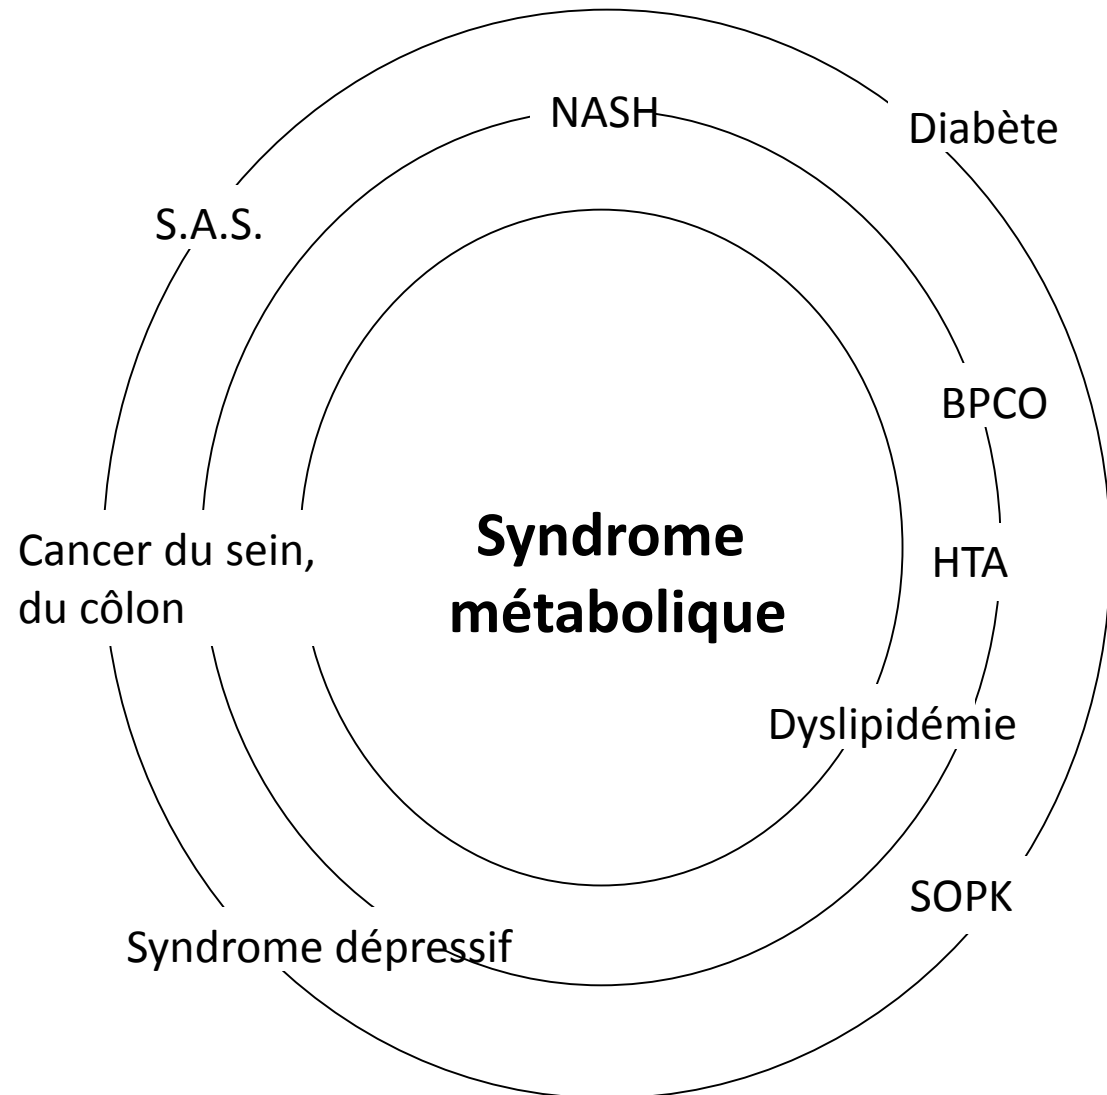 NASH
Diabète
S.A.S.
BPCO
Syndrome
métabolique
Cancer du sein,
du côlon
HTA
Dyslipidémie
SOPK
Syndrome dépressif